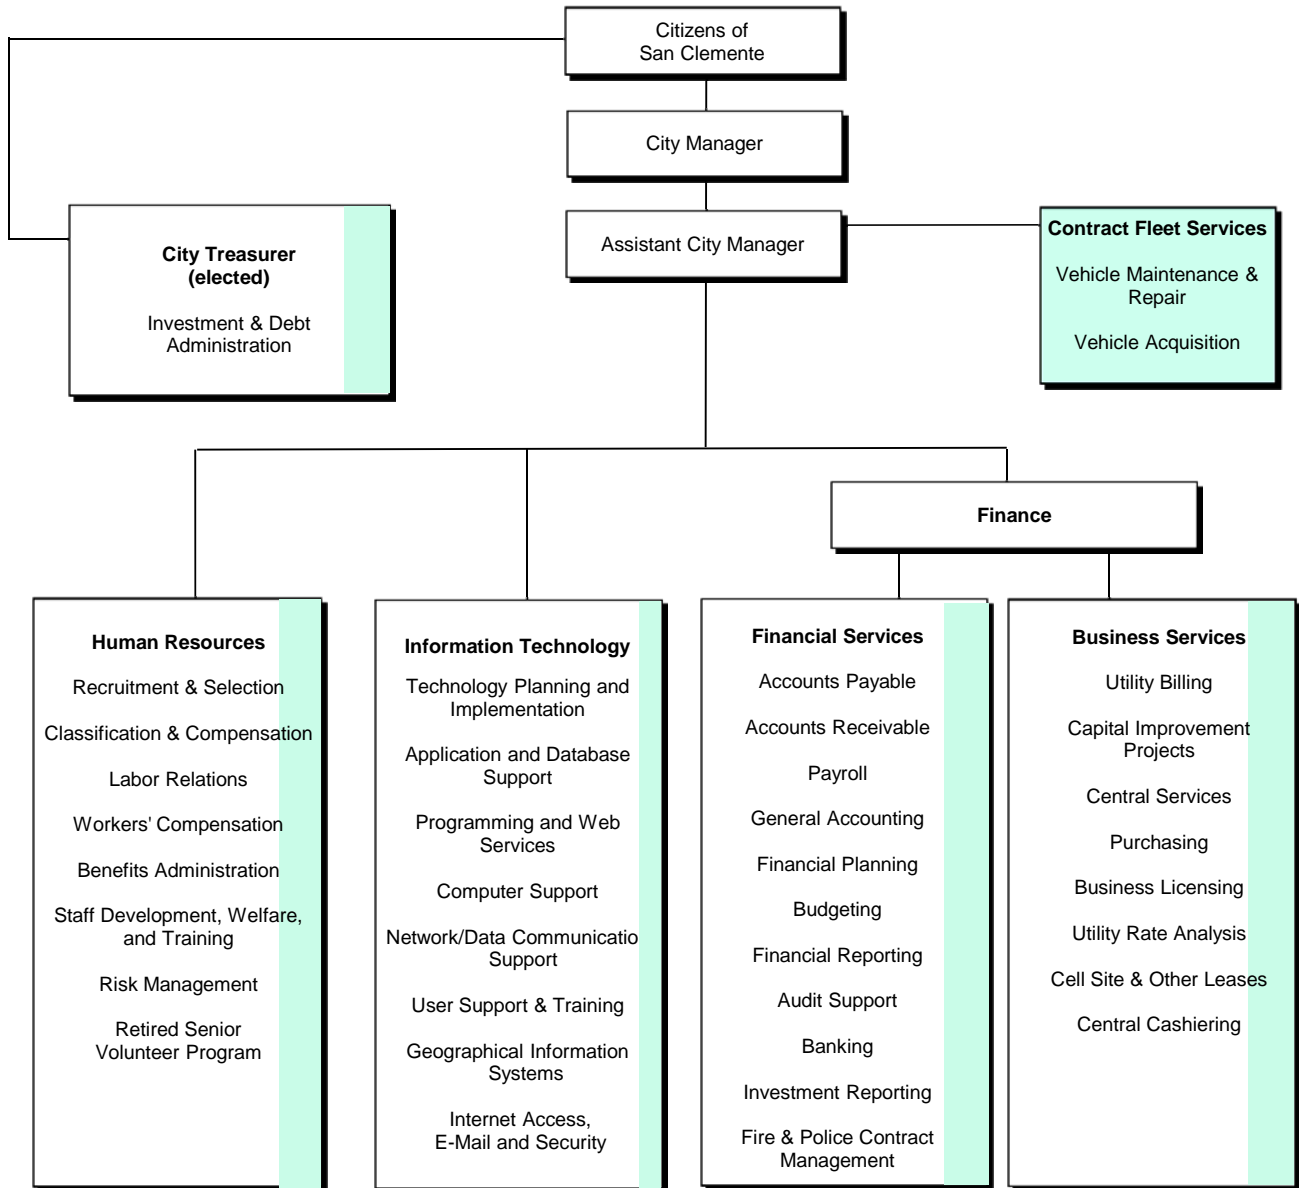 Citizens of
San Clemente
City Manager
Assistant City Manager
City Treasurer
(elected)
Investment & Debt
Administration
Contract Fleet Services
Vehicle Maintenance &
Repair
Vehicle Acquisition
Finance
Human Resources
Recruitment & Selection
Classification & Compensation
Labor Relations
Workers' Compensation
Benefits Administration
Staff Development, Welfare,
and Training
Risk Management
Retired Senior
Volunteer Program
Information Technology
Technology Planning and
Implementation
Application and Database
Support
Programming and Web
Services
Computer Support
Network/Data Communicatio
Support
User Support & Training
Geographical Information
Systems
Internet Access,
E-Mail and Security
Financial Services
Accounts Payable
Accounts Receivable
Payroll
General Accounting
Financial Planning
Budgeting
Financial Reporting
Audit Support
Banking
Investment Reporting
Fire & Police Contract
Management
Business Services
Utility Billing
Capital Improvement
Projects
Central Services
Purchasing
Business Licensing
Utility Rate Analysis
Cell Site & Other Leases
Central Cashiering